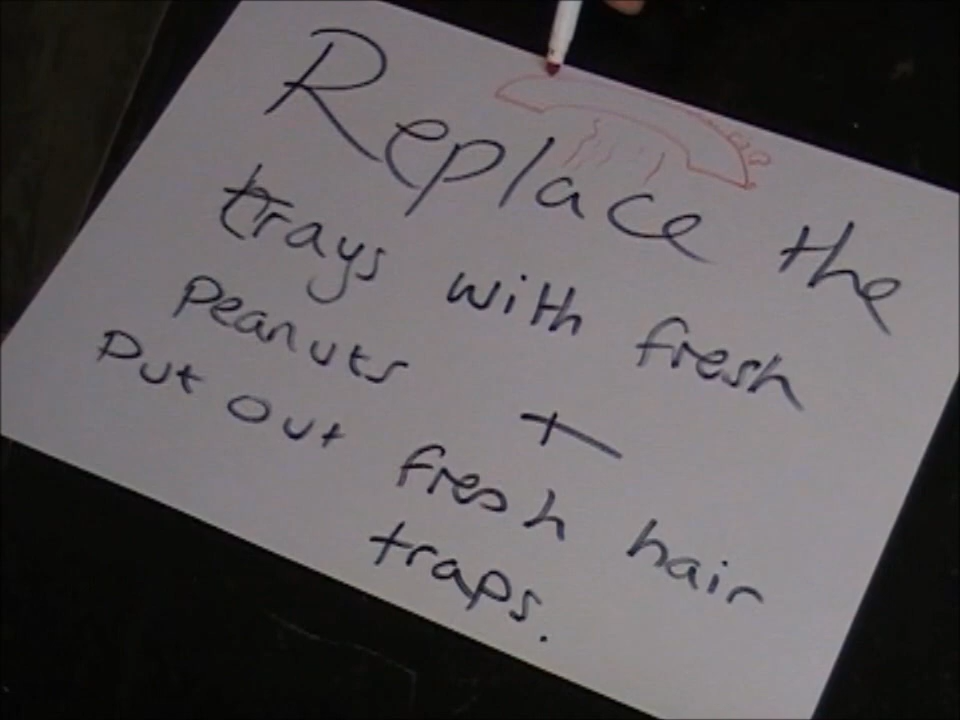 Replace the
trays with fresh
peanuts +
Put out fresh hair
traps.